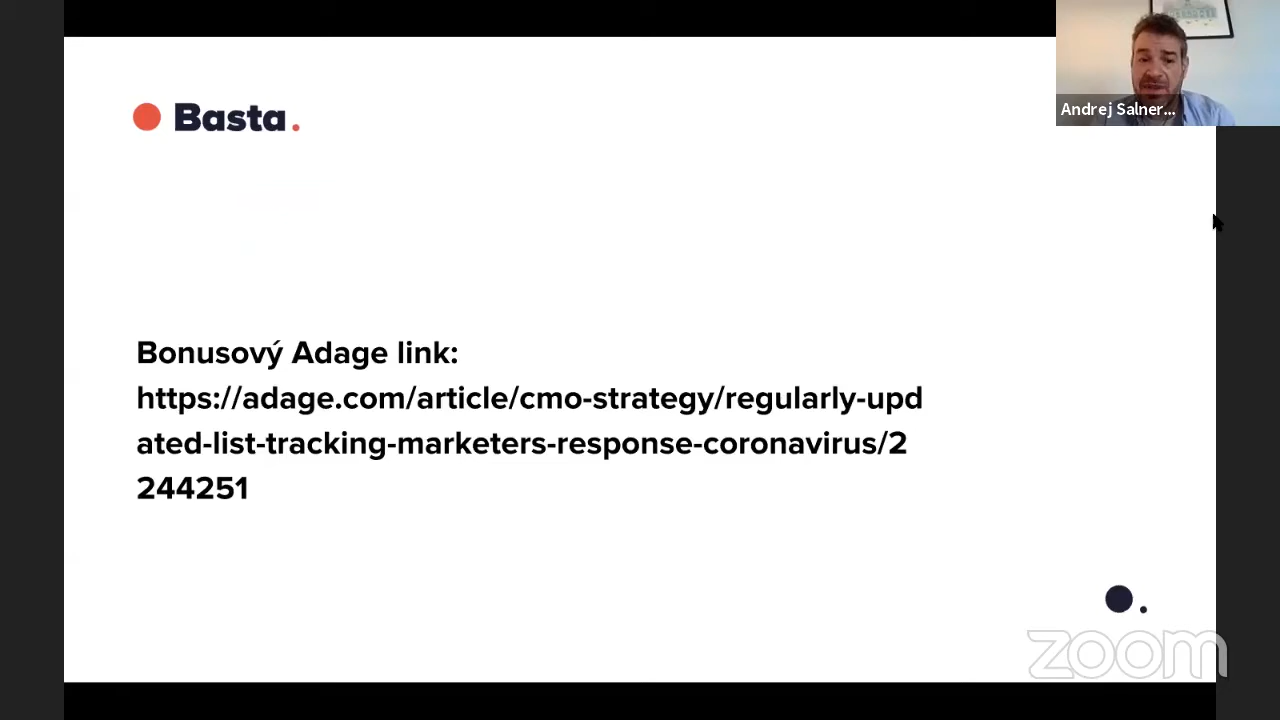 Basta.
Andrej Salner...
Bonusový Adage link:
https://adage.com/article/cmo-strategy/regularly-upd
ated-list-tracking-marketers-response-coronavirus/2
244251
zoom